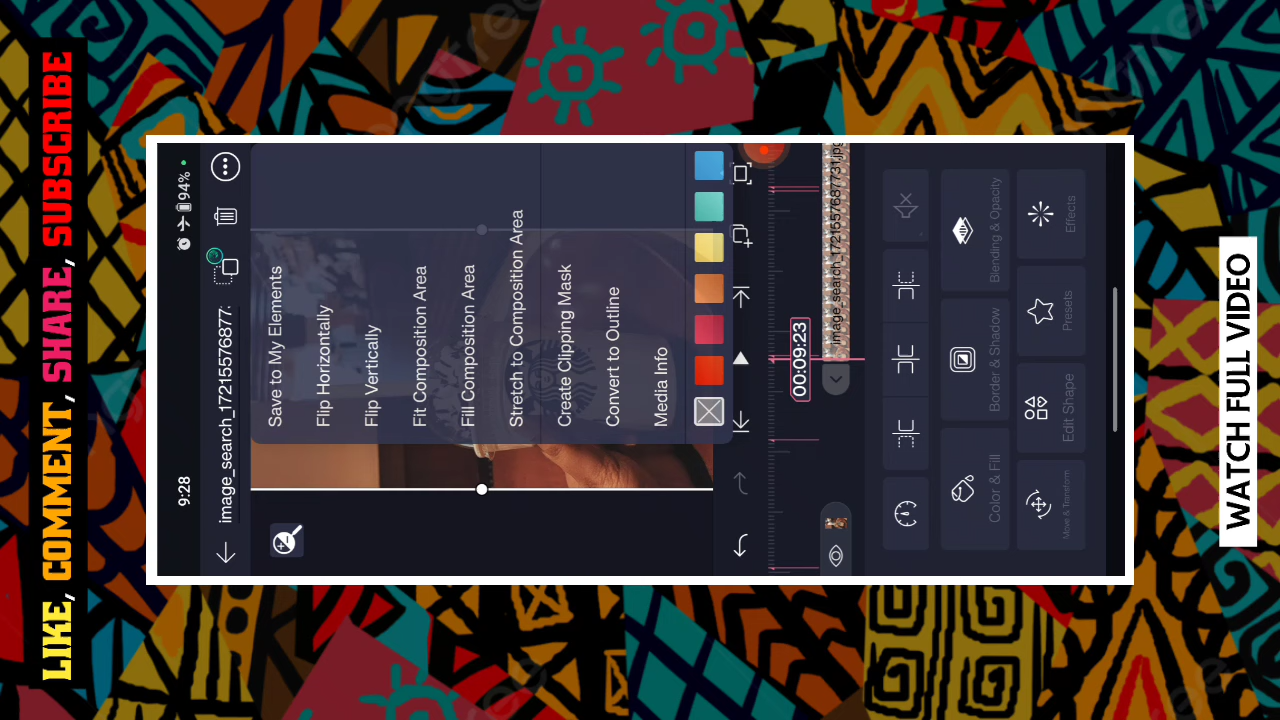 LIKE, COMMENT, SHARE, SUBSCRIBE
9:28
94%
image_search_1721557676877.
Save to My Elements
Flip Horizontally
Flip Vertically
Fit Composition Area
Fill Composition Area
Stretch to Composition Area
Create Clipping Mask
Convert to Outline
Media Info
00:09:23
Color & Fill
Border & Shadow
Blending & Opacity
Move & Transform
Edit Shape
Presets
Effects
WATCH FULL VIDEO